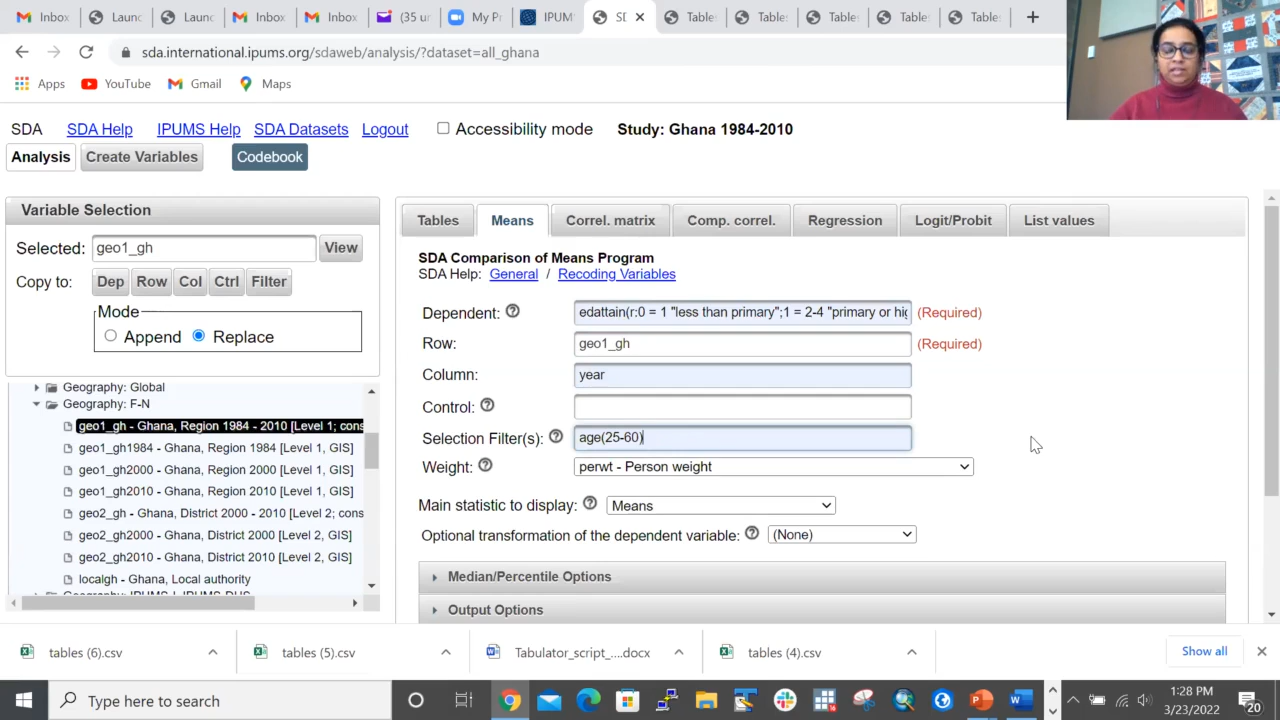 Inbox
Launc
Launc
Inbox
Inbox
(35 ur
My Pr
IPUM
SD
Table
Table
Table
Table
Table
sda.international.ipums.org/sdaweb/analysis/?dataset=all_ghana
Apps
YouTube
Gmail
Maps
SDA
SDA Help
IPUMS Help
SDA Datasets
Logout
Accessibility mode
Study: Ghana 1984-2010
Analysis
Create Variables
Codebook
Variable Selection
Selected:
geo1_gh
View
Copy to:
Dep
Row
Col
Ctrl
Filter
Mode
Append
Replace
Geography: Global
Geography: F-N
geo1_gh - Ghana, Region 1984 - 2010 [Level 1; cons
geo1_gh1984 - Ghana, Region 1984 [Level 1, GIS]
geo1_gh2000 - Ghana, Region 2000 [Level 1, GIS]
geo1_gh2010 - Ghana, Region 2010 [Level 1, GIS]
geo2_gh - Ghana, District 2000 - 2010 [Level 2; cons
geo2_gh2000 - Ghana, District 2000 [Level 2, GIS]
geo2_gh2010 - Ghana, District 2010 [Level 2, GIS]
localgh - Ghana, Local authority
Tables
Means
Correl. matrix
Comp. correl.
Regression
Logit/Probit
List values
SDA Comparison of Means Program
SDA Help: General / Recoding Variables
Dependent:
edattain(r:0 = 1 "less than primary";1 = 2-4 "primary or hig
(Required)
Row:
geo1_gh
(Required)
Column:
year
Control:
Selection Filter(s):
age(25-60)
Weight:
perwt - Person weight
Main statistic to display:
Means
Optional transformation of the dependent variable:
(None)
Median/Percentile Options
Output Options
tables (6).csv
tables (5).csv
Tabulator_script_....docx
tables (4).csv
Show all
Type here to search
1:28 PM
3/23/2022
20